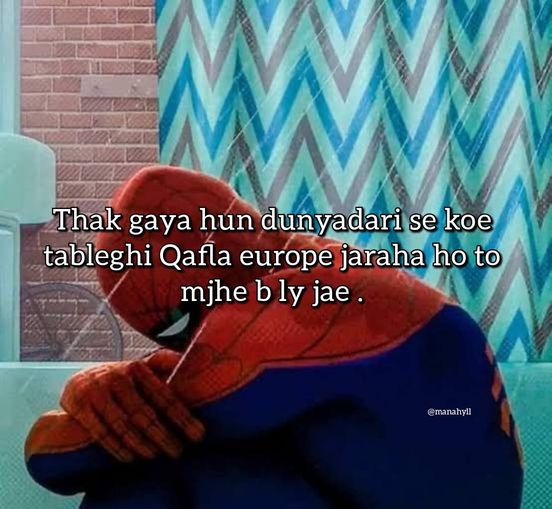 Thak gaya hun dunyadari se koe
tableghi Qafla europe jaraha ho to
mjhe b ly jae .
@manahyll